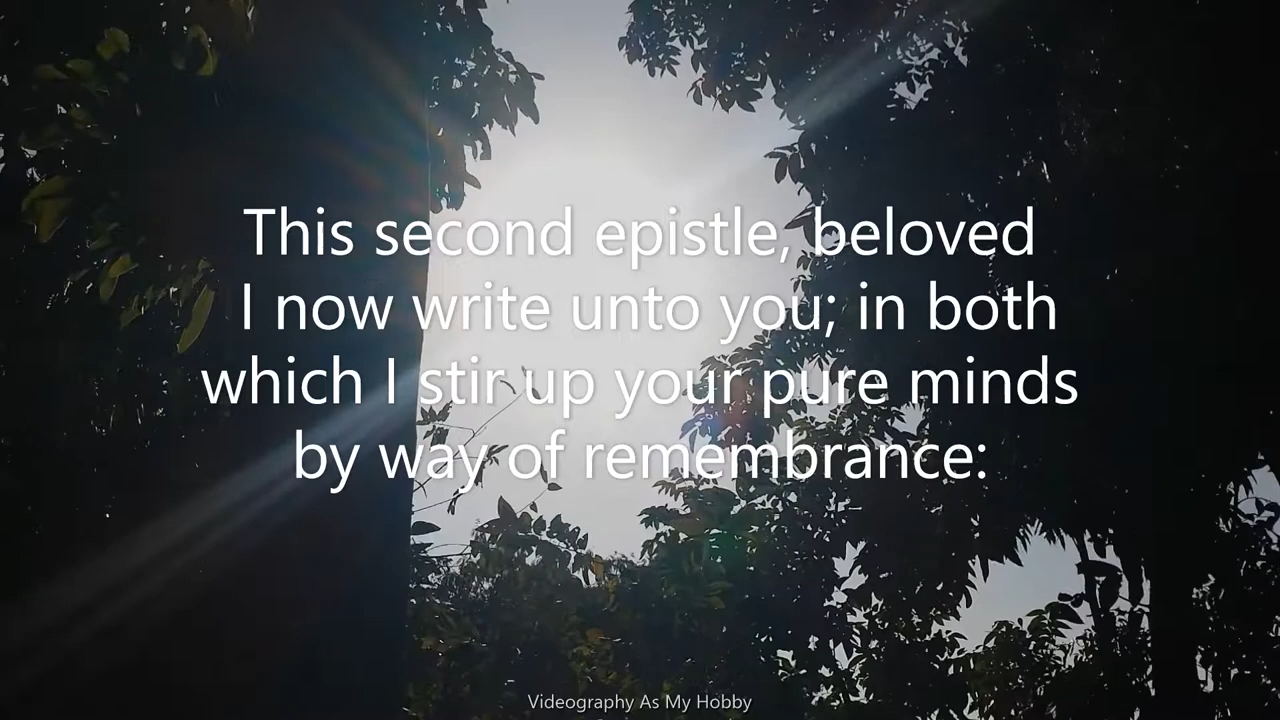 This second epistle, beloved
I now write unto you; in both
which I stir up your pure minds
by way of remembrance:
Videography As My Hobby